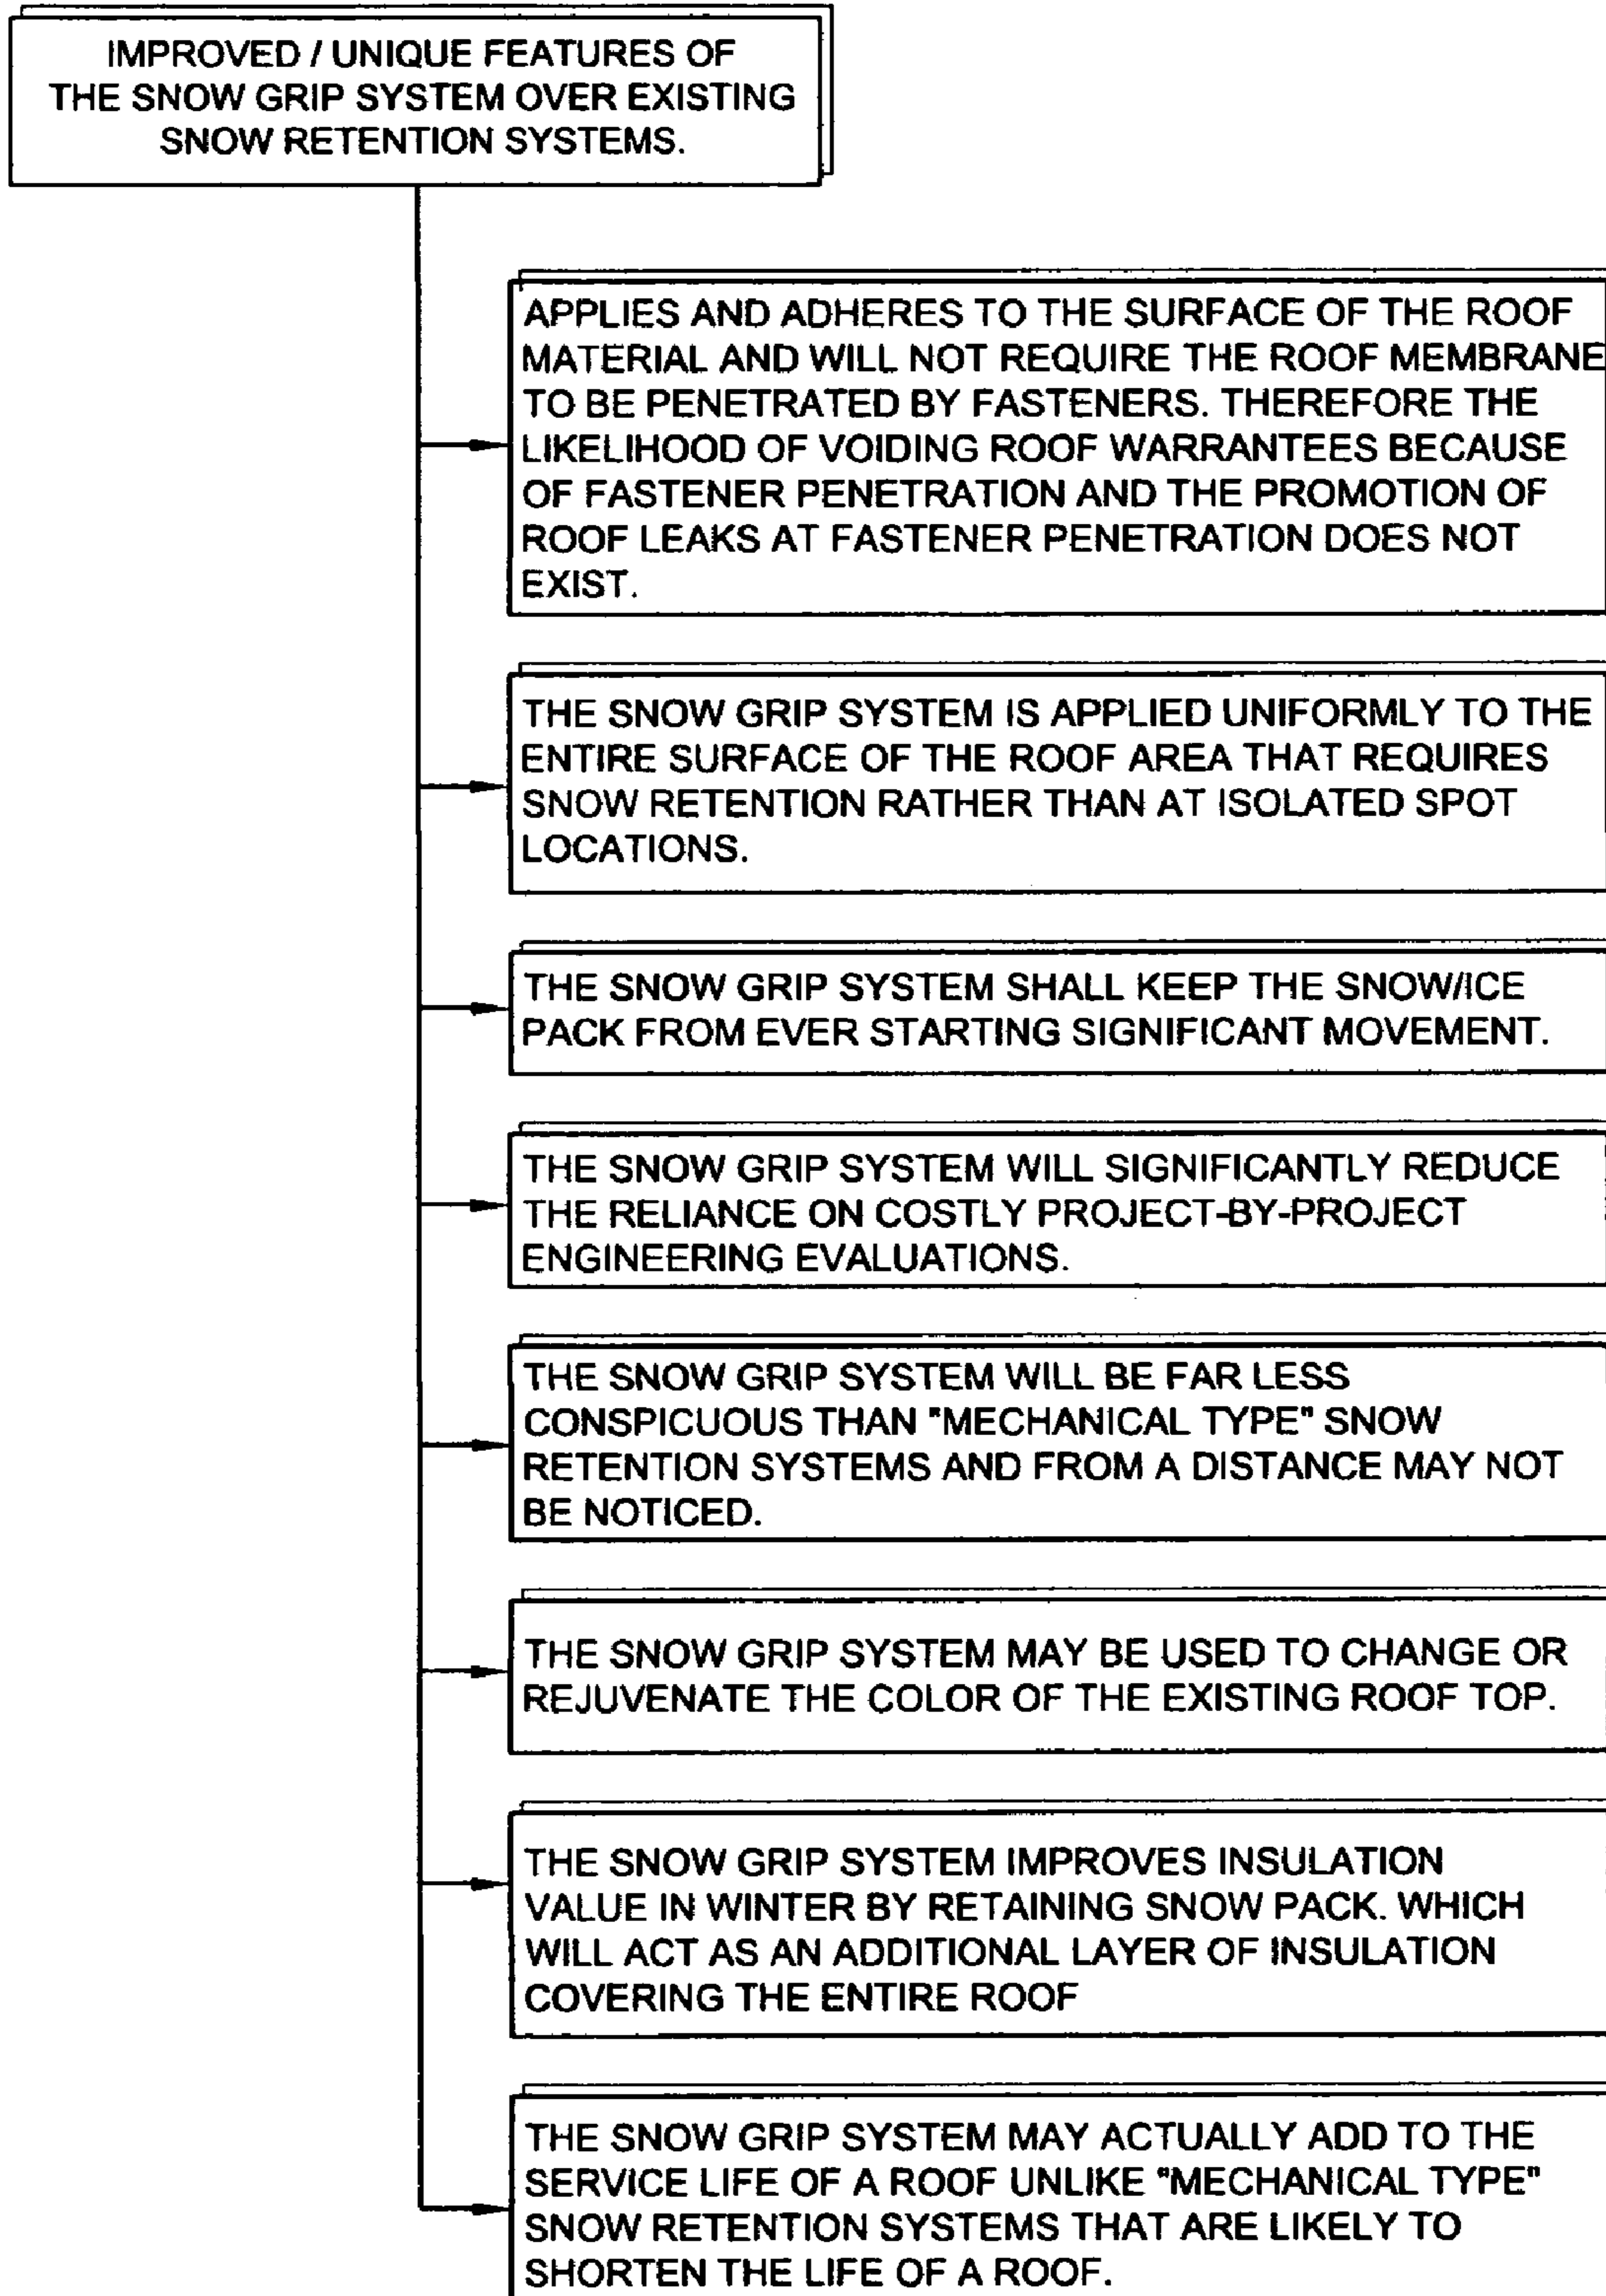 IMPROVED / UNIQUE FEATURES OF
THE SNOW GRIP SYSTEM OVER EXISTING
SNOW RETENTION SYSTEMS.
APPLIES AND ADHERES TO THE SURFACE OF THE ROOF
MATERIAL AND WILL NOT REQUIRE THE ROOF MEMBRANE
TO BE PENETRATED BY FASTENERS. THEREFORE THE
LIKELIHOOD OF VOIDING ROOF WARRANTEES BECAUSE
OF FASTENER PENETRATION AND THE PROMOTION OF
ROOF LEAKS AT FASTENER PENETRATION DOES NOT
EXIST.
THE SNOW GRIP SYSTEM IS APPLIED UNIFORMLY TO THE
ENTIRE SURFACE OF THE ROOF AREA THAT REQUIRES
SNOW RETENTION RATHER THAN AT ISOLATED SPOT
LOCATIONS.
THE SNOW GRIP SYSTEM SHALL KEEP THE SNOW/ICE
PACK FROM EVER STARTING SIGNIFICANT MOVEMENT.
THE SNOW GRIP SYSTEM WILL SIGNIFICANTLY REDUCE
THE RELIANCE ON COSTLY PROJECT-BY-PROJECT
ENGINEERING EVALUATIONS.
THE SNOW GRIP SYSTEM WILL BE FAR LESS
CONSPICUOUS THAN "MECHANICAL TYPE" SNOW
RETENTION SYSTEMS AND FROM A DISTANCE MAY NOT
BE NOTICED.
THE SNOW GRIP SYSTEM MAY BE USED TO CHANGE OR
REJUVENATE THE COLOR OF THE EXISTING ROOF TOP.
THE SNOW GRIP SYSTEM IMPROVES INSULATION
VALUE IN WINTER BY RETAINING SNOW PACK. WHICH
WILL ACT AS AN ADDITIONAL LAYER OF INSULATION
COVERING THE ENTIRE ROOF
THE SNOW GRIP SYSTEM MAY ACTUALLY ADD TO THE
SERVICE LIFE OF A ROOF UNLIKE "MECHANICAL TYPE"
SNOW RETENTION SYSTEMS THAT ARE LIKELY TO
SHORTEN THE LIFE OF A ROOF.